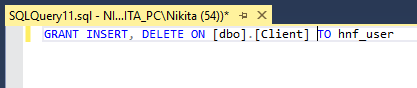 SQLQuery11.sql - NI...ITA_PC\Nikita (54))*
GRANT INSERT, DELETE ON [dbo].[Client] TO hnf_user